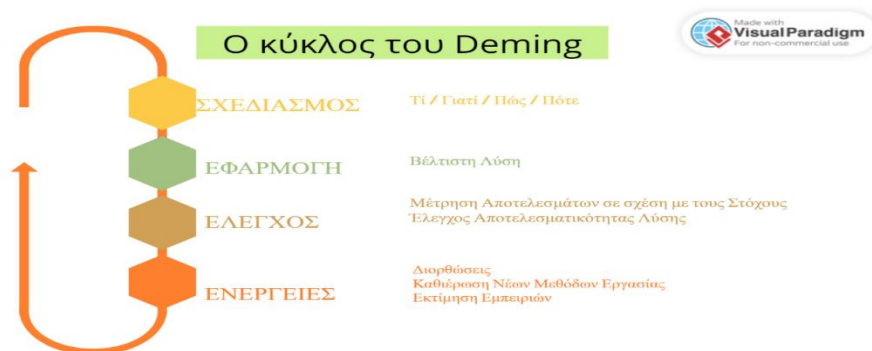 Ο κύκλος του Deming
Made with
Visual Paradigm
For non-commercial use
ΣΧΕΔΙΑΣΜΟΣ
Τί / Γιατί / Πώς / Πότε
ΕΦΑΡΜΟΓΗ
Βέλτιστη Λύση
ΕΛΕΓΧΟΣ
Μέτρηση Αποτελεσμάτων σε σχέση με τους Στόχους
Έλεγχος Αποτελεσματικότητας Λύσης
ΕΝΕΡΓΕΙΕΣ
Διορθώσεις
Καθιέρωση Νέων Μεθόδων Εργασίας
Εκτίμηση Εμπειριών